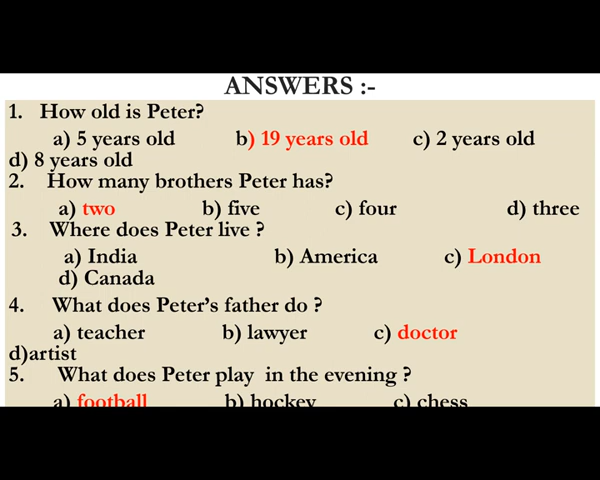 ANSWERS :-
1. How old is Peter?
a) 5 years old b) 19 years old c) 2 years old
d) 8 years old
2. How many brothers Peter has?
a) two b) five c) four d) three
3. Where does Peter live ?
a) India b) America c) London
d) Canada
4. What does Peter's father do ?
a) teacher b) lawyer c) doctor
d)artist
5. What does Peter play in the evening ?
a) football b) hockey c) chess